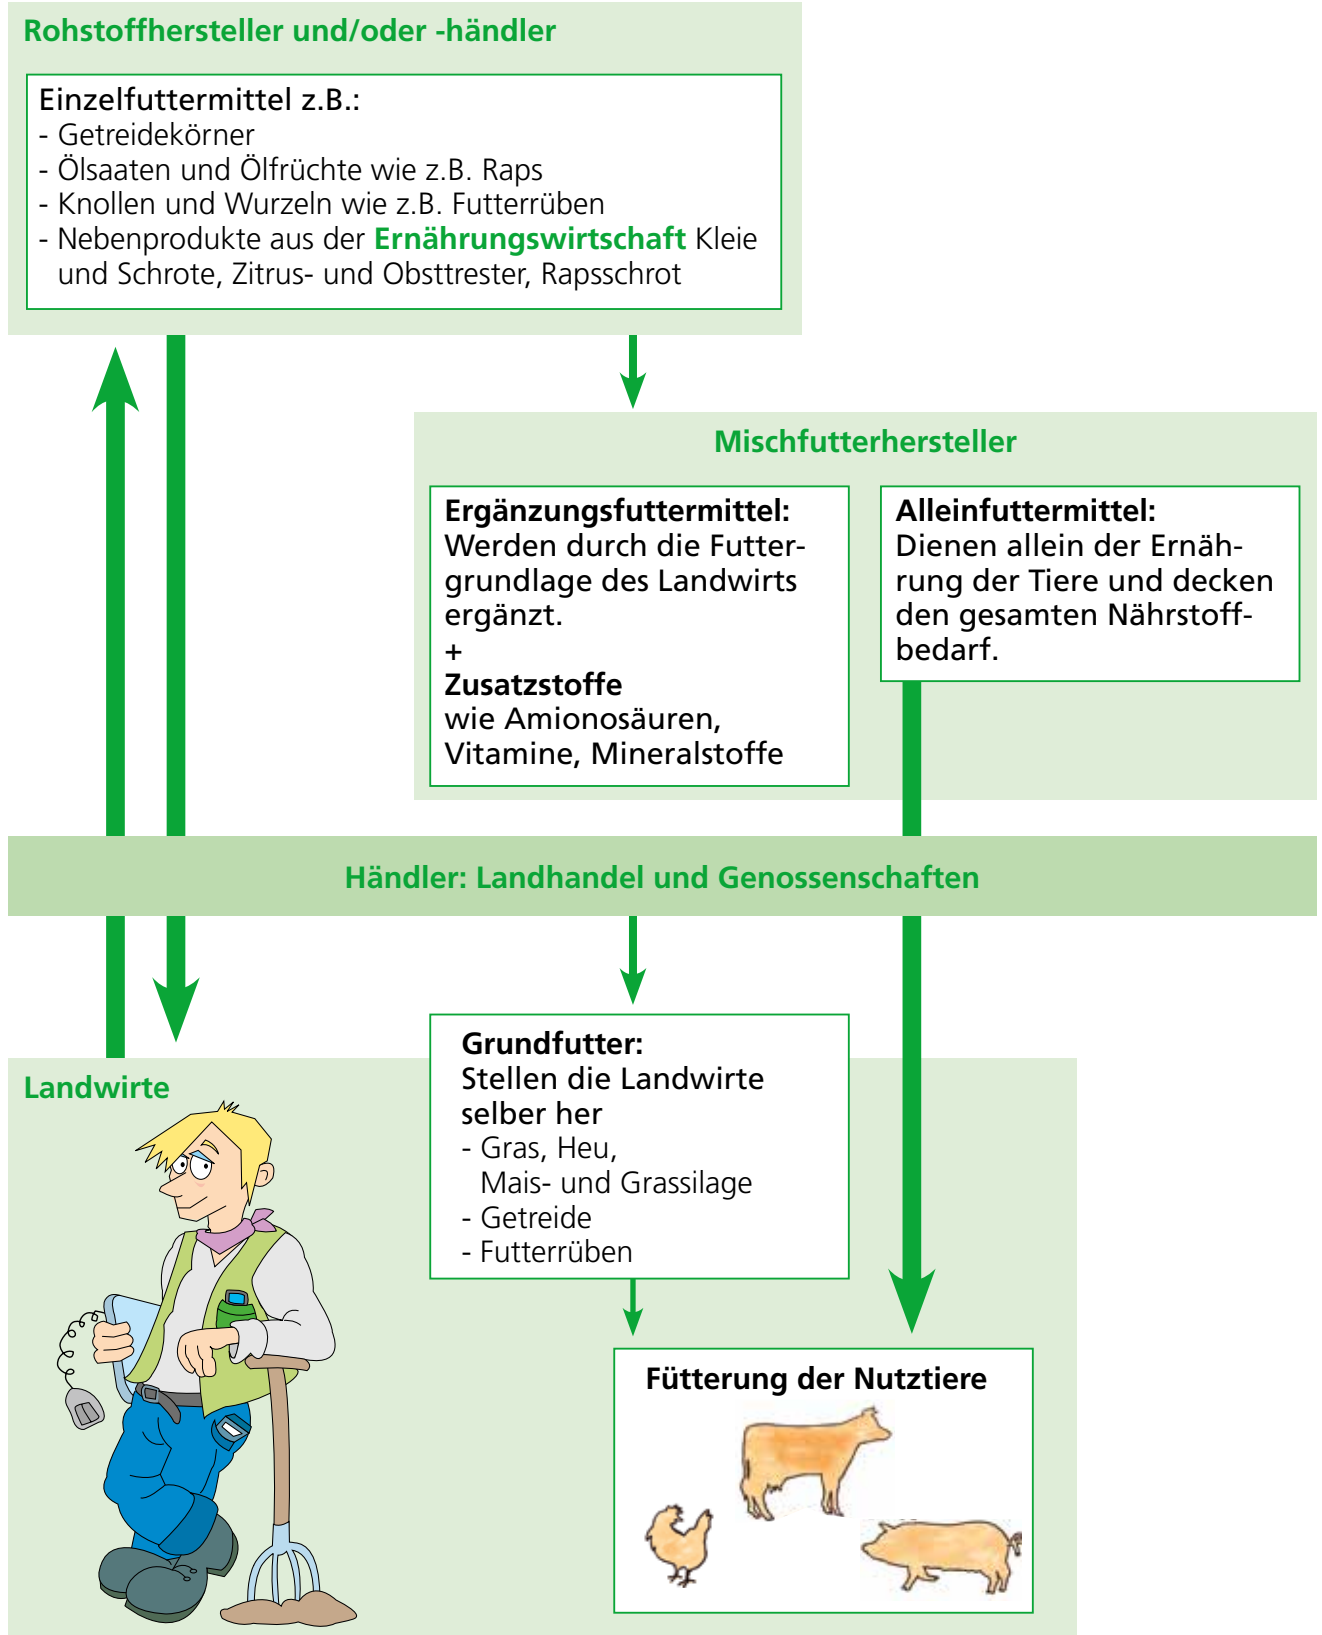 Rohstoffhersteller und/oder -händler
Einzelfuttermittel z.B.:
- Getreidekörner
- Ölsaaten und Ölfrüchte wie z.B. Raps
- Knollen und Wurzeln wie z.B. Futterrüben
- Nebenprodukte aus der Ernährungswirtschaft Kleie
und Schrote, Zitrus- und Obsttrester, Rapsschrot
Mischfutterhersteller
Ergänzungsfuttermittel:
Werden durch die Futter-
grundlage des Landwirts
ergänzt.
+
Zusatzstoffe
wie Amionosäuren,
Vitamine, Mineralstoffe
Alleinfuttermittel:
Dienen allein der Ernäh-
rung der Tiere und decken
den gesamten Nährstoff-
bedarf.
Händler: Landhandel und Genossenschaften
Landwirte
Grundfutter:
Stellen die Landwirte
selber her
- Gras, Heu,
Mais- und Grassilage
- Getreide
- Futterrüben
Fütterung der Nutztiere